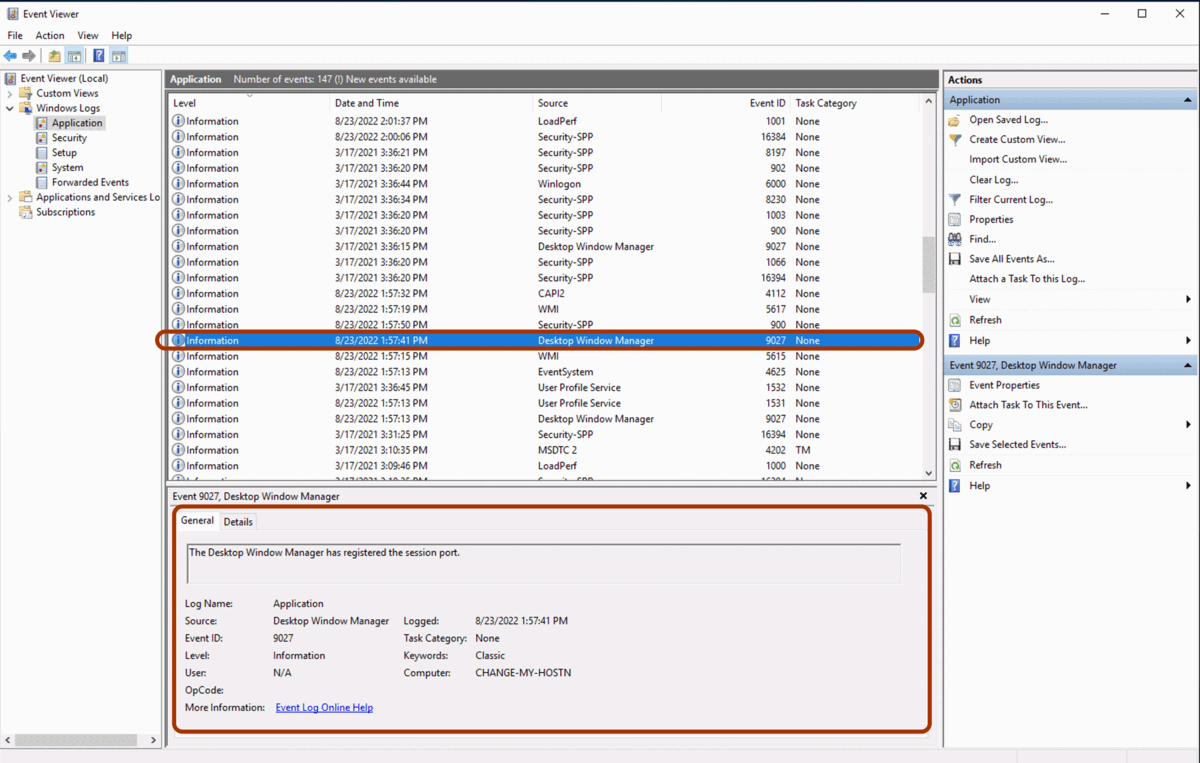 Event Viewer
File Action View Help
Event Viewer (Local)
Custom Views
Windows Logs
Application
Security
Setup
System
Forwarded Events
Applications and Services Lo
Subscriptions
Application Number of events: 147 (!) New events available
Level Date and Time Source Event ID Task Category
Information 8/23/2022 2:01:37 PM LoadPerf 1001 None
Information 8/23/2022 2:00:06 PM Security-SPP 16384 None
Information 3/17/2021 3:36:21 PM Security-SPP 8197 None
Information 3/17/2021 3:36:20 PM Security-SPP 902 None
Information 3/17/2021 3:36:44 PM Winlogon 6000 None
Information 3/17/2021 3:36:34 PM Security-SPP 8230 None
Information 3/17/2021 3:36:20 PM Security-SPP 1003 None
Information 3/17/2021 3:36:20 PM Security-SPP 900 None
Information 3/17/2021 3:36:15 PM Desktop Window Manager 9027 None
Information 3/17/2021 3:36:20 PM Security-SPP 1066 None
Information 3/17/2021 3:36:20 PM Security-SPP 16394 None
Information 8/23/2022 1:57:32 PM CAPI2 4112 None
Information 8/23/2022 1:57:19 PM WMI 5617 None
Information 8/23/2022 1:57:50 PM Security-SPP 900 None
Information 8/23/2022 1:57:41 PM Desktop Window Manager 9027 None
Information 8/23/2022 1:57:15 PM WMI 5615 None
Information 8/23/2022 1:57:13 PM EventSystem 4625 None
Information 3/17/2021 3:36:45 PM User Profile Service 1532 None
Information 8/23/2022 1:57:13 PM User Profile Service 1531 None
Information 8/23/2022 1:57:13 PM Desktop Window Manager 9027 None
Information 3/17/2021 3:31:25 PM Security-SPP 16394 None
Information 3/17/2021 3:10:35 PM MSDTC 2 4202 TM
Information 3/17/2021 3:09:46 PM LoadPerf 1000 None
Event 9027, Desktop Window Manager
General Details
The Desktop Window Manager has registered the session port.
Log Name: Application
Source: Desktop Window Manager Logged: 8/23/2022 1:57:41 PM
Event ID: 9027 Task Category: None
Level: Information Keywords: Classic
User: N/A Computer: CHANGE-MY-HOSTN
OpCode:
More Information: Event Log Online Help
Actions
Application
Open Saved Log...
Create Custom View...
Import Custom View...
Clear Log...
Filter Current Log...
Properties
Find...
Save All Events As...
Attach a Task To this Log...
View
Refresh
Help
Event 9027, Desktop Window Manager
Event Properties
Attach Task To This Event...
Copy
Save Selected Events...
Refresh
Help